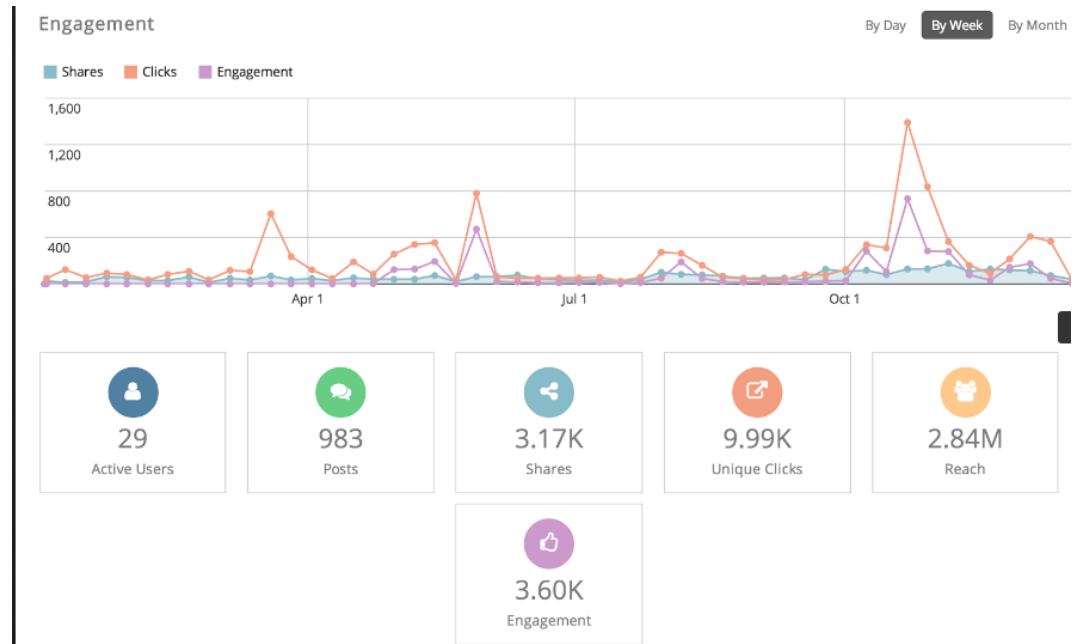 Engagement
By Day By Week By Month
Shares Clicks Engagement
1,600
1,200
800
400
Apr 1 Jul 1 Oct 1
29 983 3.17K 9.99K 2.84M
Active Users Posts Shares Unique Clicks Reach
3.60K
Engagement